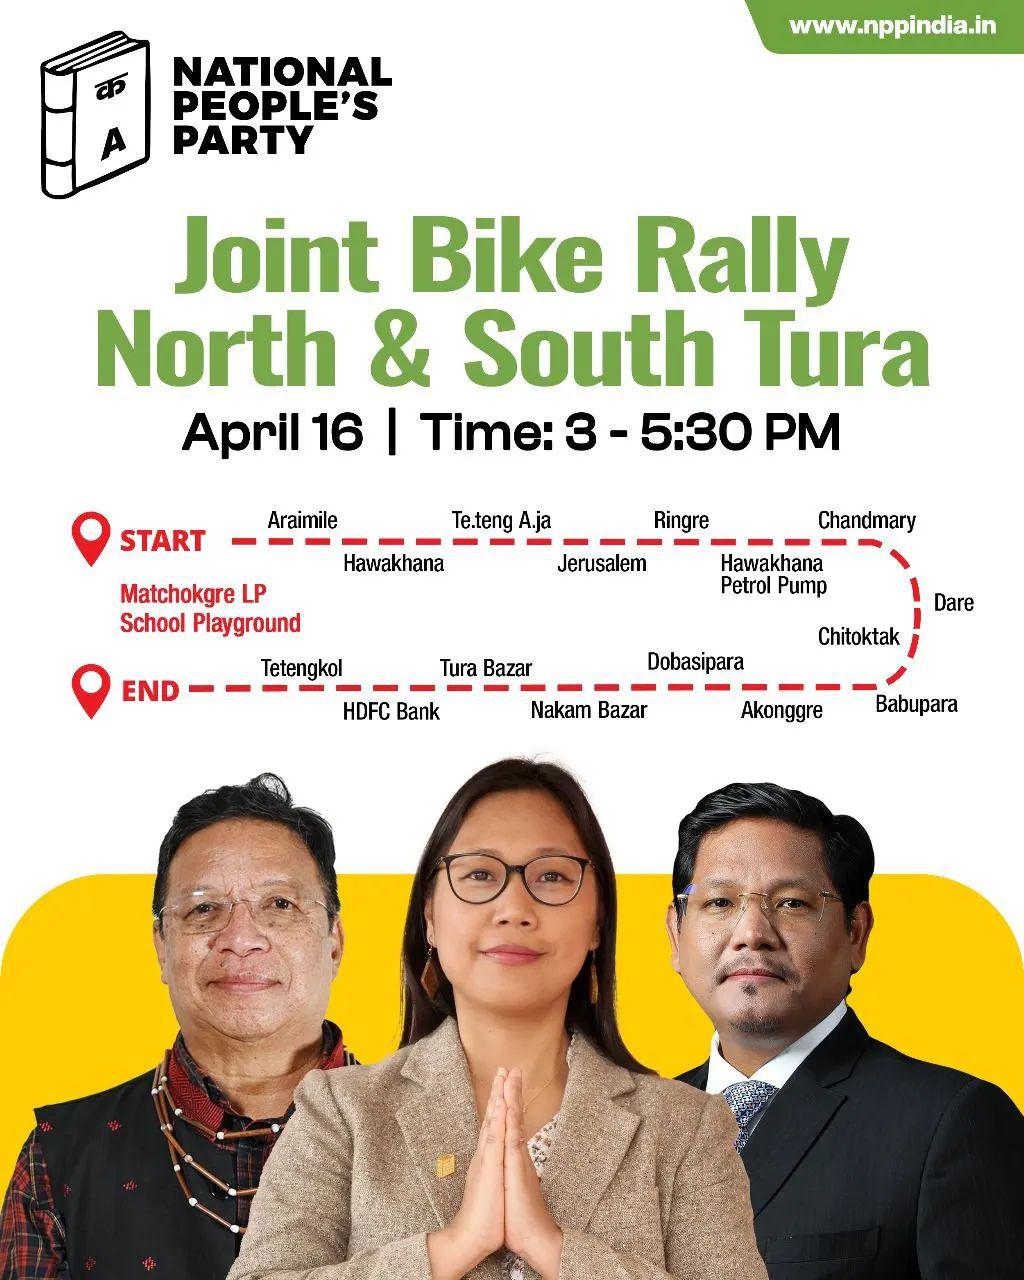 www.nppindia.in
क
A
NATIONAL
PEOPLE'S
PARTY
Joint Bike Rally
North & South Tura
April 16 | Time: 3 - 5:30 PM
START
Matchokgre LP
School Playground
Araimile
Hawakhana
Te.teng A.ja
Jerusalem
Ringre
Hawakhana
Petrol Pump
Chandmary
Dare
Chitoktak
Babupara
Akonggre
Dobasipara
Nakam Bazar
Tura Bazar
HDFC Bank
Tetengkol
END